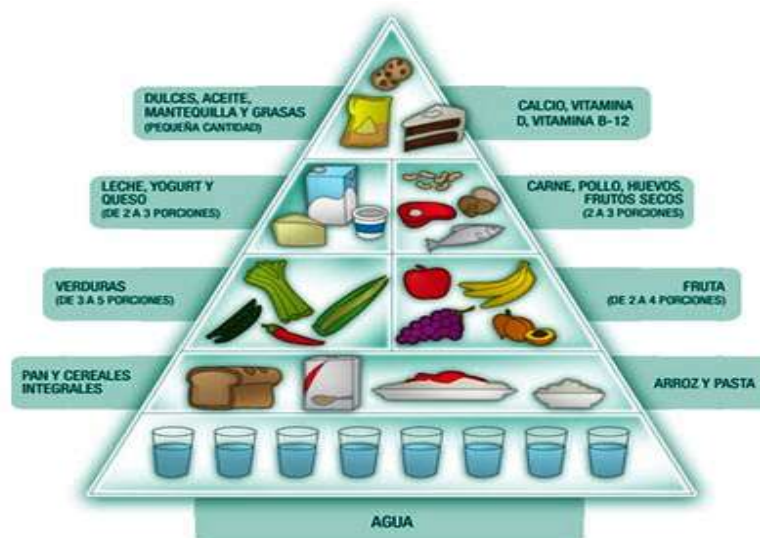 DULCES, ACEITE,
MANTEQUILLA Y GRASAS
(PEQUEÑA CANTIDAD)
CALCIO, VITAMINA
D, VITAMINA B-12
LECHE, YOGURT Y
QUESO
(DE 2 A 3 PORCIONES)
CARNE, POLLO, HUEVOS,
FRUTOS SECOS
(2 A 3 PORCIONES)
VERDURAS
(DE 3 A 5 PORCIONES)
FRUTA
(DE 2 A 4 PORCIONES)
PAN Y CEREALES
INTEGRALES
ARROZ Y PASTA
AGUA